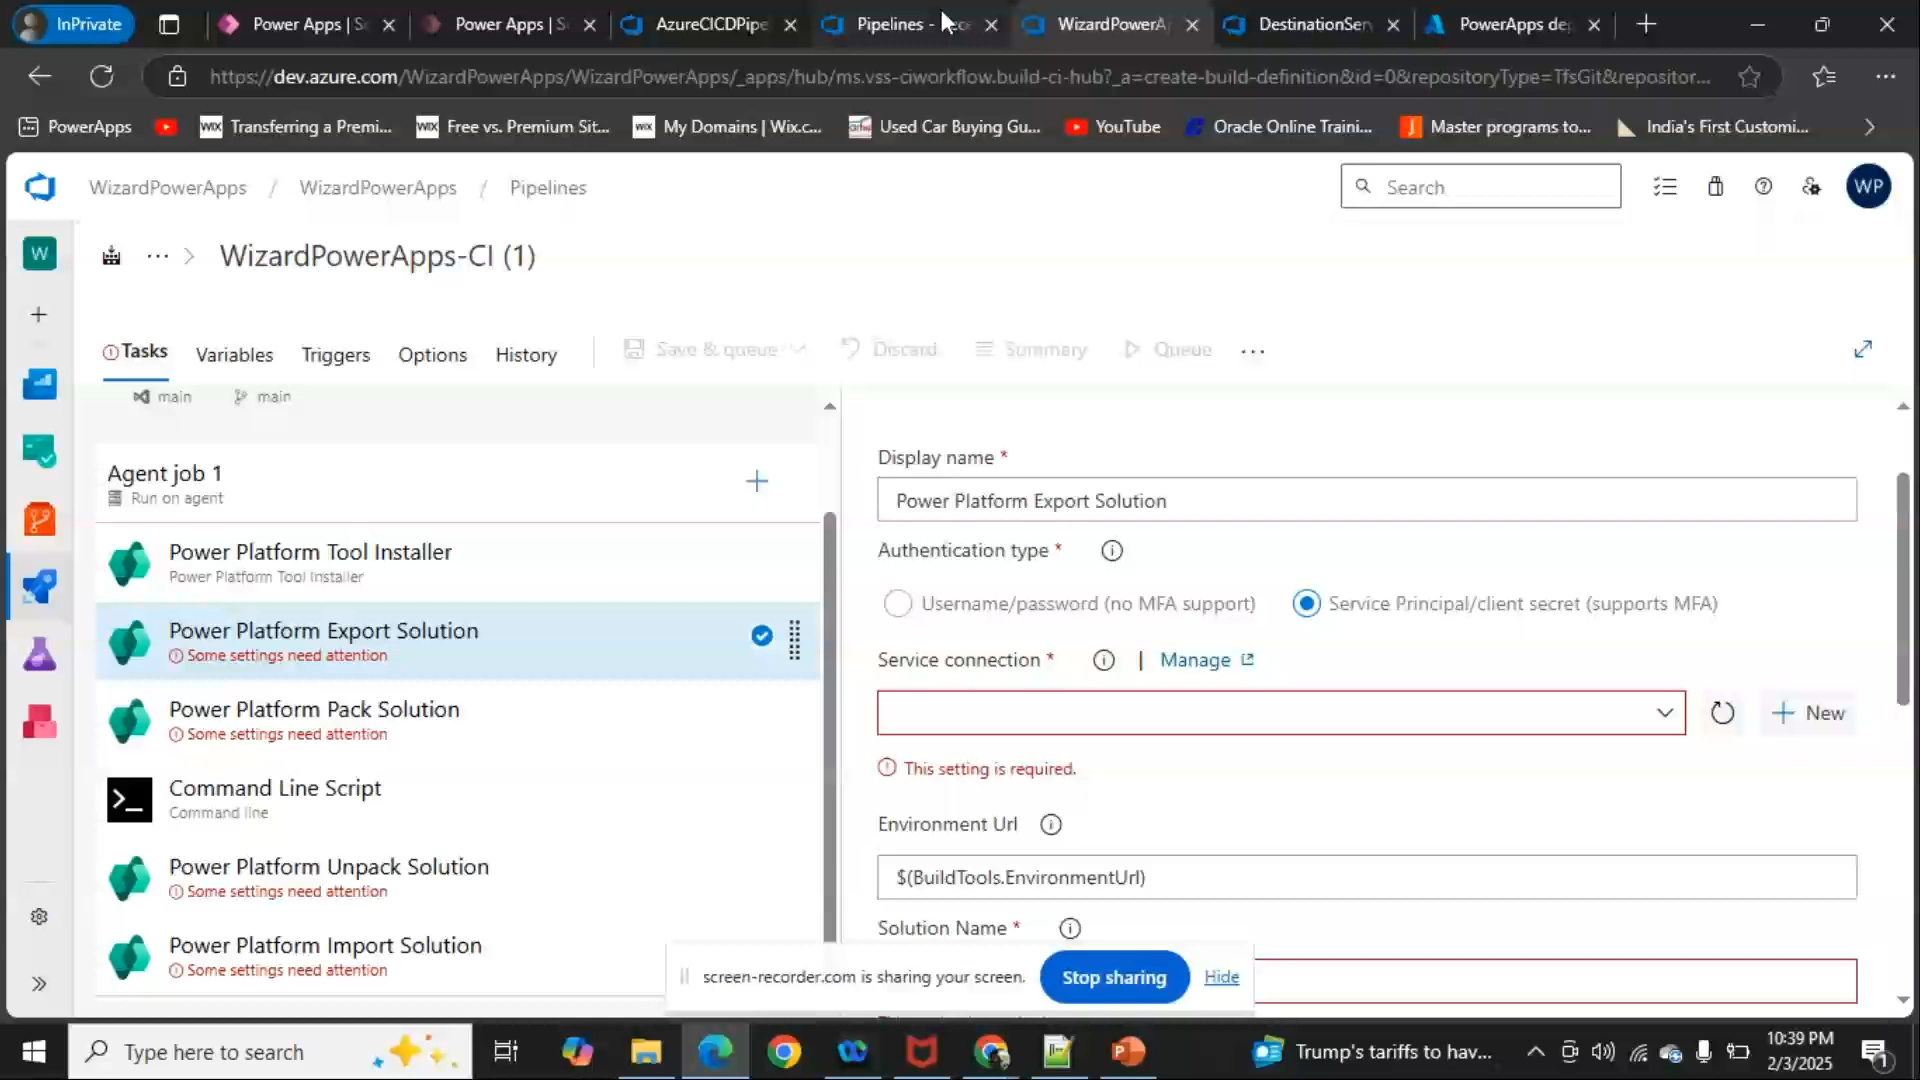 InPrivate
Power Apps | S
Power Apps | S
AzureCICDPipe
Pipelines -
WizardPowerA
DestinationSer
PowerApps de
https://dev.azure.com/WizardPowerApps/WizardPowerApps/_apps/hub/ms.vss-ciworkflow.build-ci-hub?_a=create-build-definition&id=0&repositoryType=TfsGit&repositor...
PowerApps
WIX
Transferring a Premi...
WIX
Free vs. Premium Sit...
WIX
My Domains | Wix.c...
Used Car Buying Gu...
YouTube
Oracle Online Traini...
Master programs to...
India's First Customi...
WizardPowerApps / WizardPowerApps / Pipelines
Search
WP
W
... > WizardPowerApps-CI (1)
Tasks
Variables
Triggers
Options
History
Save & queue
Discard
Summary
Queue
...
main
main
Agent job 1
Run on agent
Power Platform Tool Installer
Power Platform Tool Installer
Power Platform Export Solution
Some settings need attention
Power Platform Pack Solution
Some settings need attention
Command Line Script
Command line
Power Platform Unpack Solution
Some settings need attention
Power Platform Import Solution
Some settings need attention
Display name *
Power Platform Export Solution
Authentication type *
Username/password (no MFA support)
Service Principal/client secret (supports MFA)
Service connection * | Manage
New
This setting is required.
Environment Url
$(BuildTools.EnvironmentUrl)
Solution Name *
screen-recorder.com is sharing your screen.
Stop sharing
Hide
Type here to search
Trump's tariffs to hav...
10:39 PM
2/3/2025
1